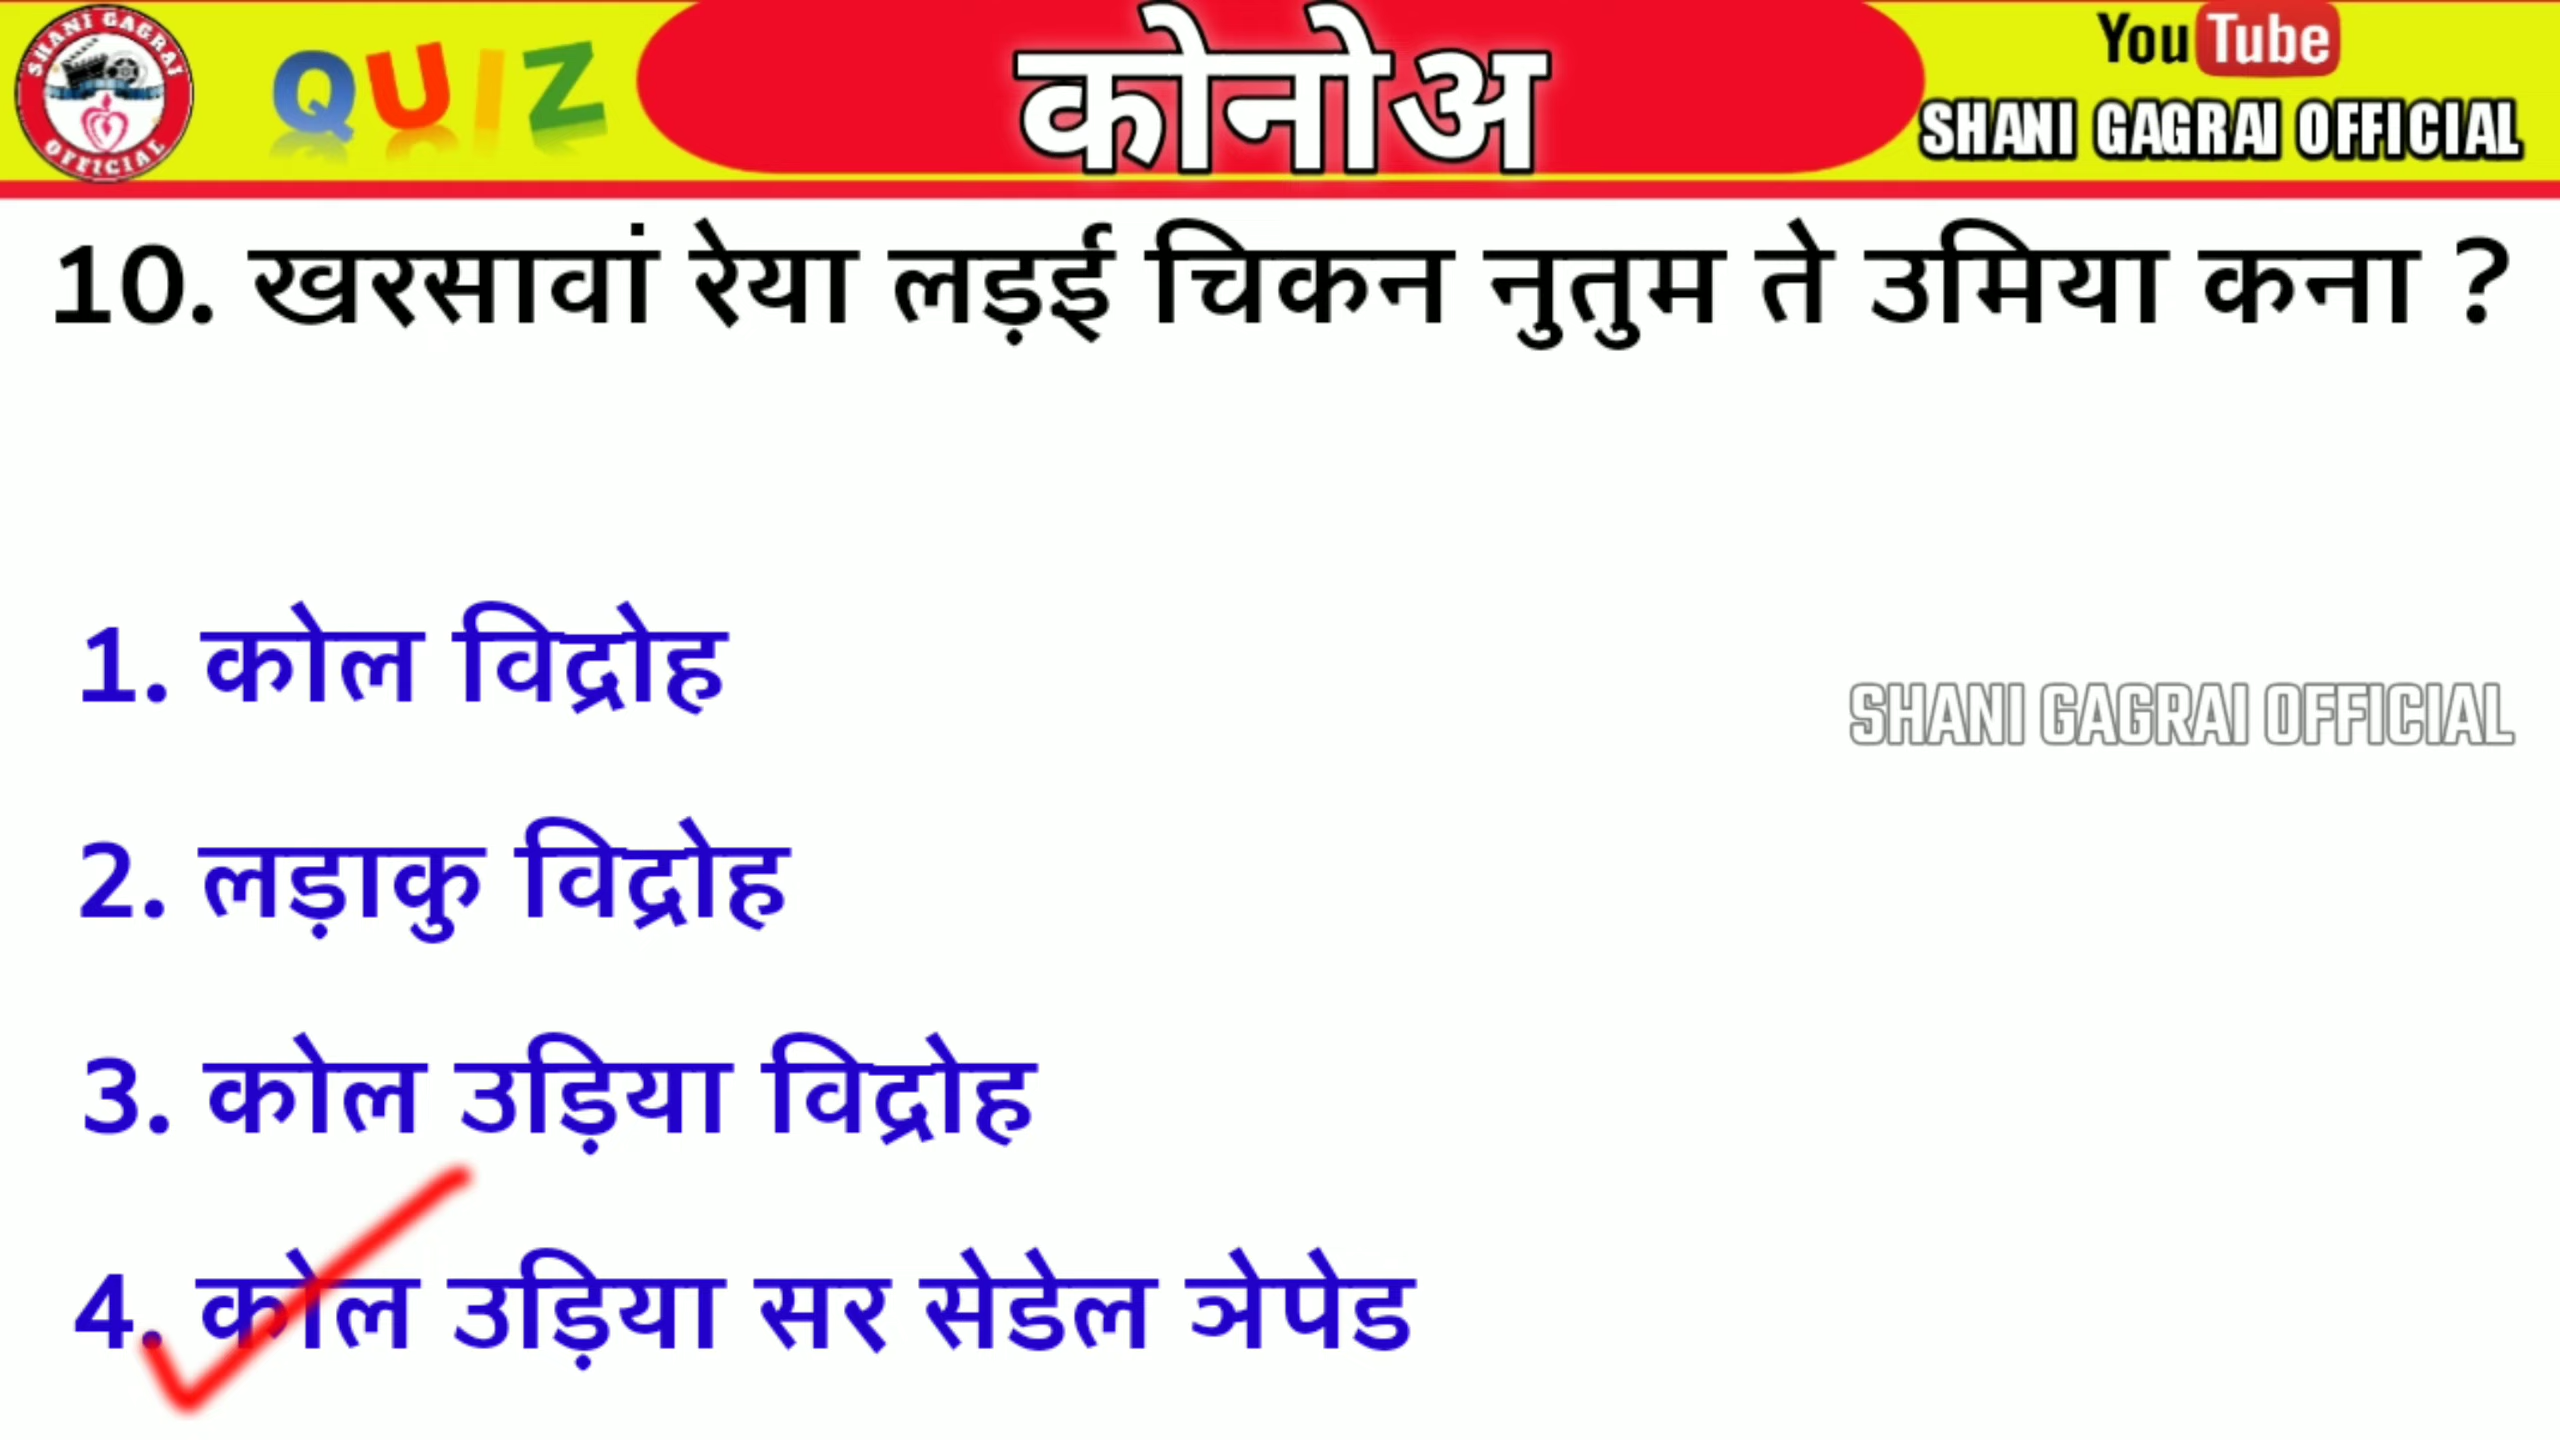 SHANI GAGRAI
OFFICIAL
QUIZ
कोनोअ
YouTube
SHANI GAGRAI OFFICIAL
10. खरसावां रेया लड़ई चिकन नुतुम ते उमिया कना ?
1. कोल विद्रोह
SHANI GAGRAI OFFICIAL
2. लड़ाकु विद्रोह
3. कोल उड़िया विद्रोह
4. कोल उड़िया सर सेडेल ञेपेड